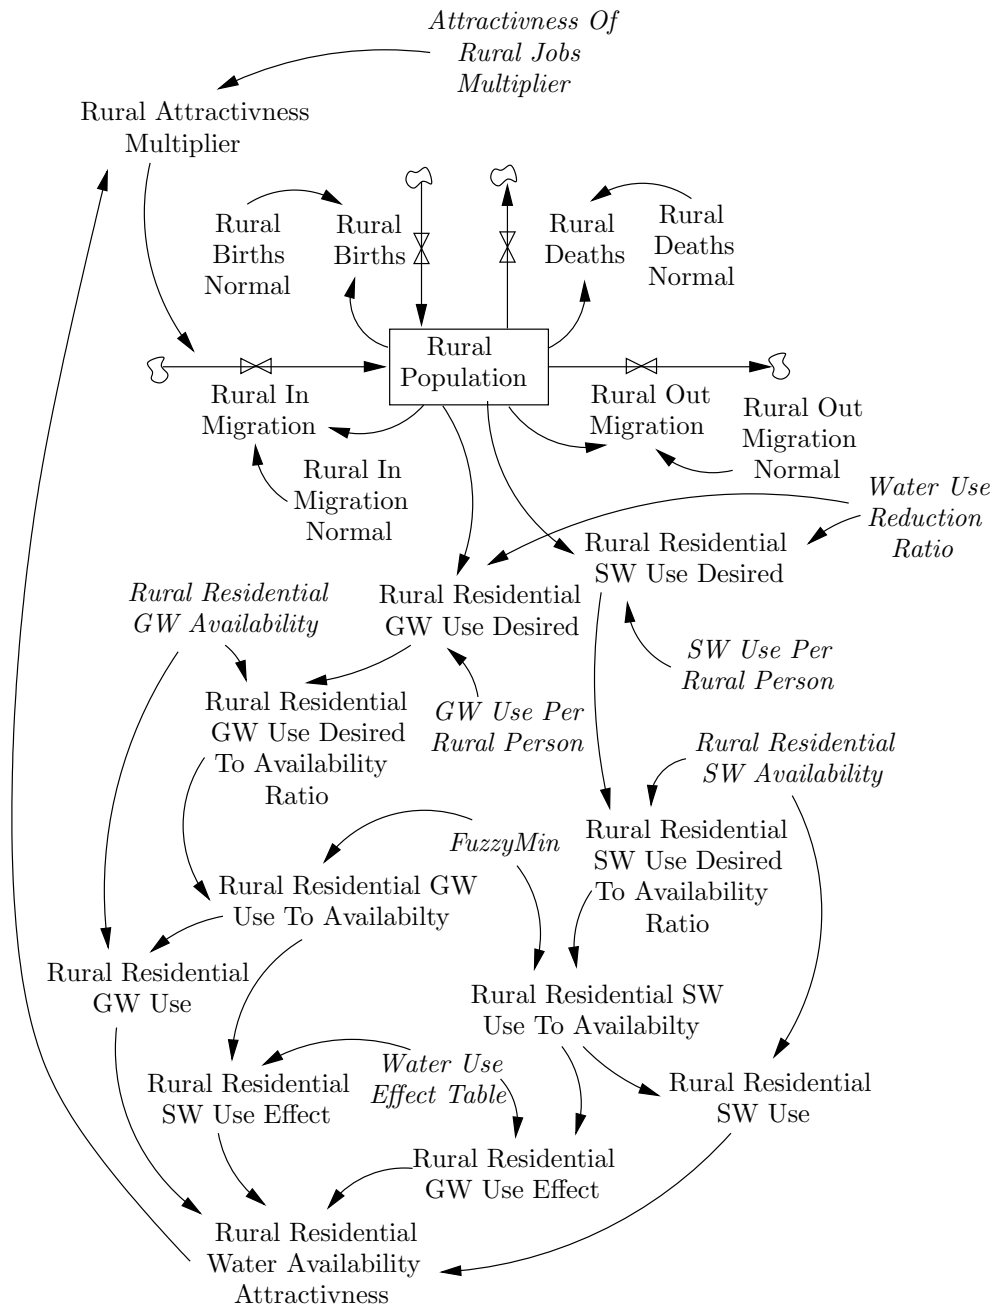 Attractivness Of
Rural Jobs
Multiplier
Rural Attractivness
Multiplier
Rural
Births
Normal
Rural
Births
Rural
Deaths
Rural
Deaths
Normal
Rural
Population
Rural In
Migration
Rural Out
Migration
Rural Out
Migration
Normal
Rural In
Migration
Normal
Water Use
Reduction
Ratio
Rural Residential
SW Use Desired
Rural Residential
GW Availability
Rural Residential
GW Use Desired
SW Use Per
Rural Person
Rural Residential
GW Use Desired
To Availability
Ratio
GW Use Per
Rural Person
Rural Residential
SW Availability
FuzzyMin
Rural Residential
SW Use Desired
To Availability
Ratio
Rural Residential GW
Use To Availabilty
Rural Residential
GW Use
Rural Residential SW
Use To Availabilty
Water Use
Effect Table
Rural Residential
SW Use Effect
Rural Residential
SW Use
Rural Residential
GW Use Effect
Rural Residential
Water Availability
Attractivness